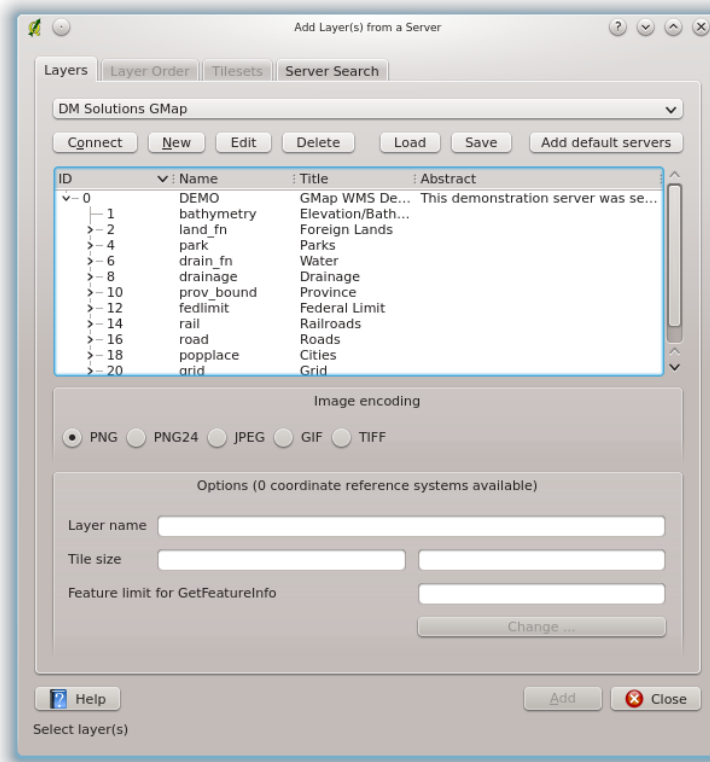 Add Layer(s) from a Server
Layers Layer Order Tilesets Server Search
DM Solutions GMap
Connect New Edit Delete Load Save Add default servers
ID Name Title Abstract
0 DEMO GMap WMS De... This demonstration server was se...
1 bathymetry Elevation/Bath...
2 land_fn Foreign Lands
4 park Parks
6 drain_fn Water
8 drainage Drainage
10 prov_bound Province
12 fedlimit Federal Limit
14 rail Railroads
16 road Roads
18 popplace Cities
20 grid Grid
Image encoding
PNG PNG24 JPEG GIF TIFF
Options (0 coordinate reference systems available)
Layer name
Tile size
Feature limit for GetFeatureInfo
Change ...
Help Add Close
Select layer(s)